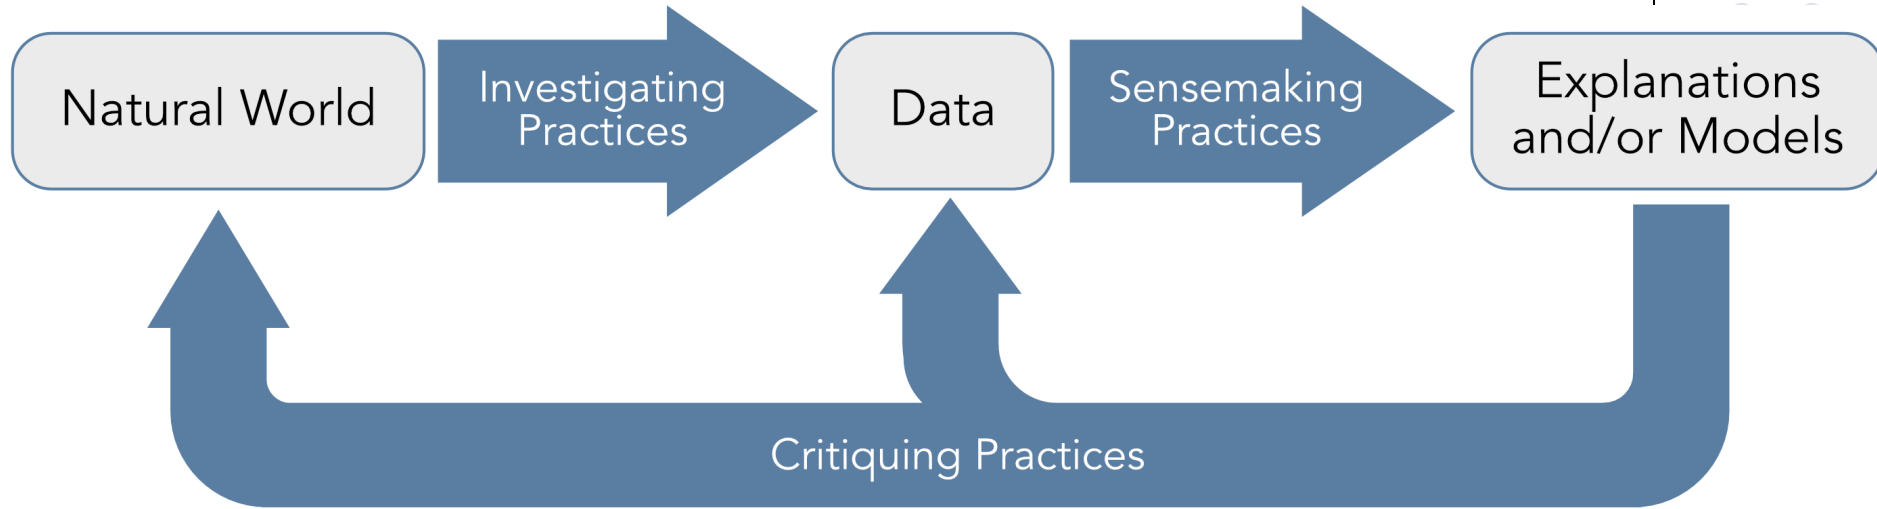 Natural World
Investigating
Practices
Data
Sensemaking
Practices
Explanations
and/or Models
Critiquing Practices